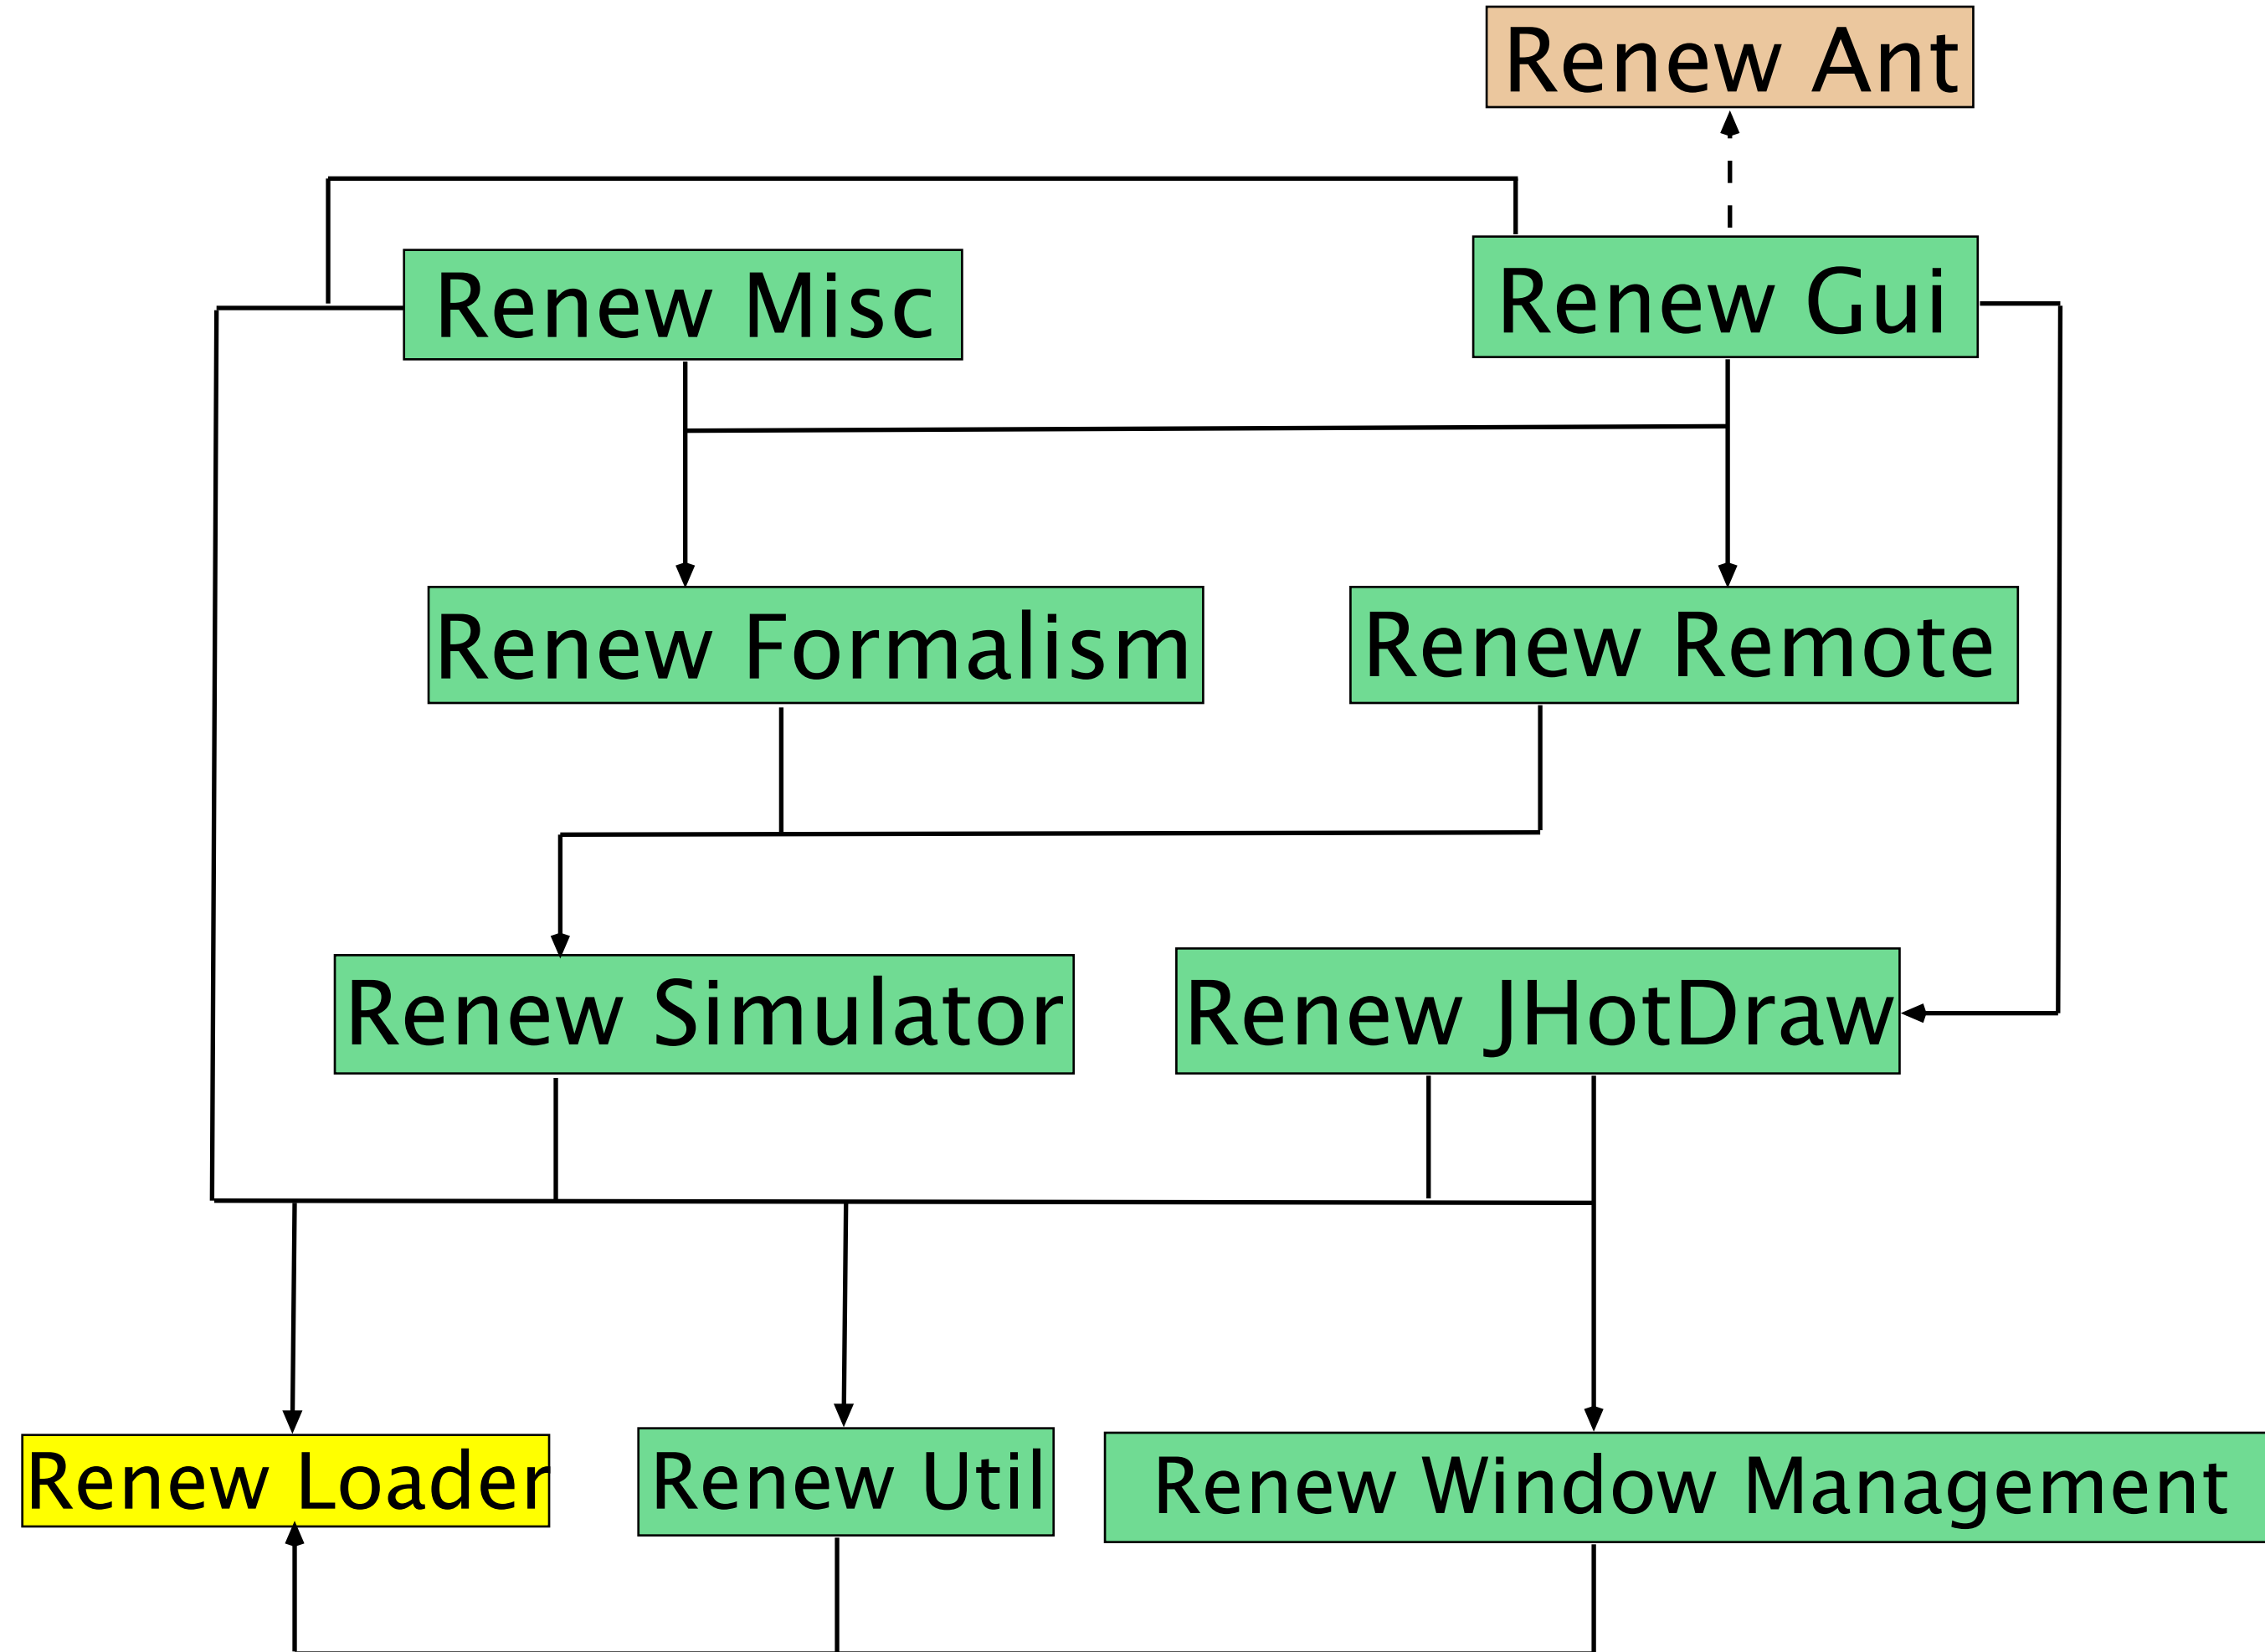 Renew Ant
Renew Misc
Renew Gui
Renew Formalism
Renew Remote
Renew Simulator
Renew JHotDraw
Renew Loader
Renew Util
Renew Window Managment